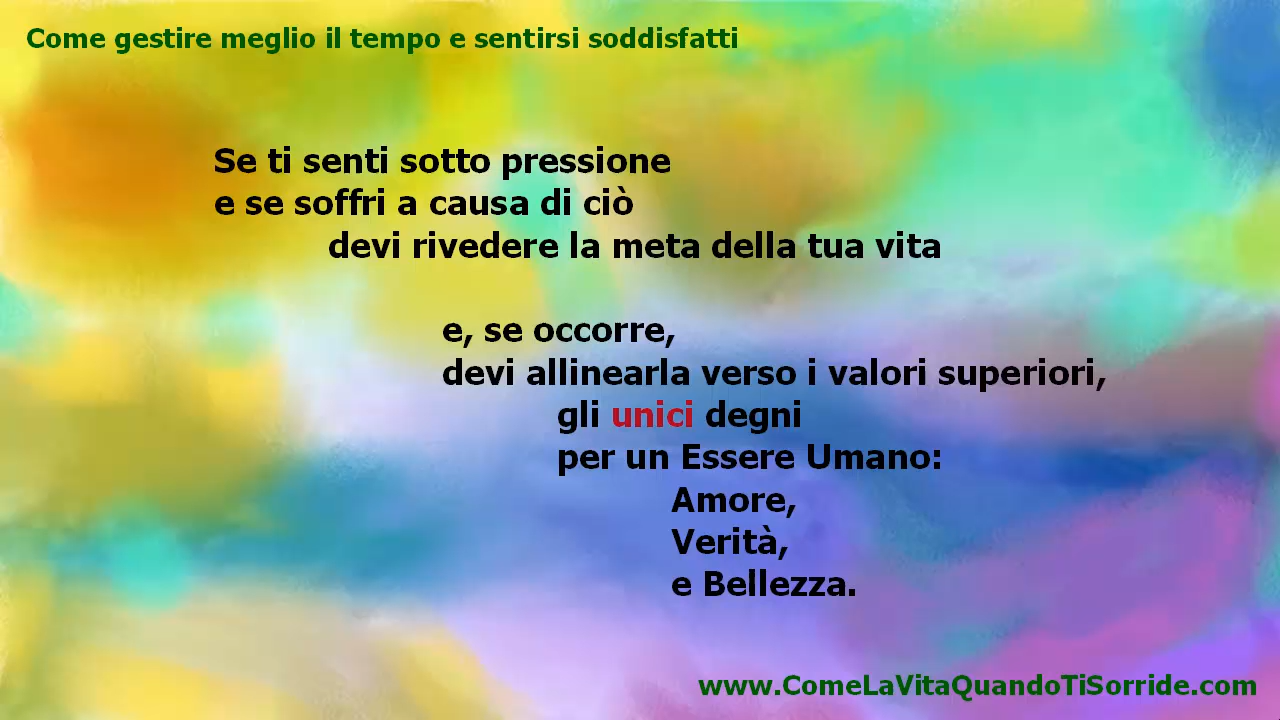 Come gestire meglio il tempo e sentirsi soddisfatti
Se ti senti sotto pressione
e se soffri a causa di ciò
devi rivedere la meta della tua vita
e, se occorre,
devi allinearla verso i valori superiori,
gli unici degni
per un Essere Umano:
Amore,
Verità,
e Bellezza.
www.ComeLaVitaQuandoTiSorride.com